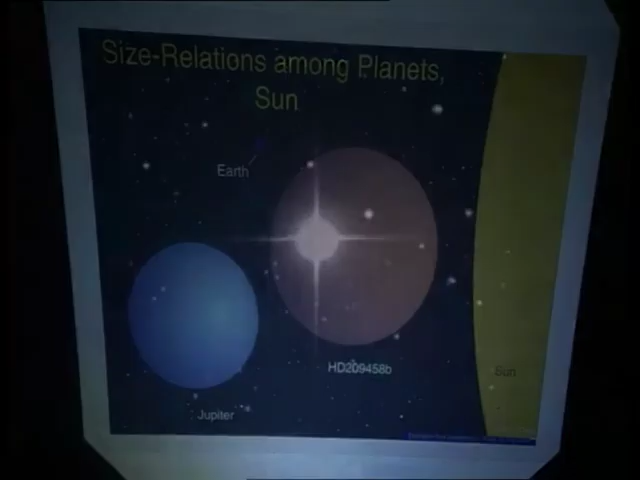 Size-Relations among Planets,
Sun
Earth
HD209458b
Sun
Jupiter